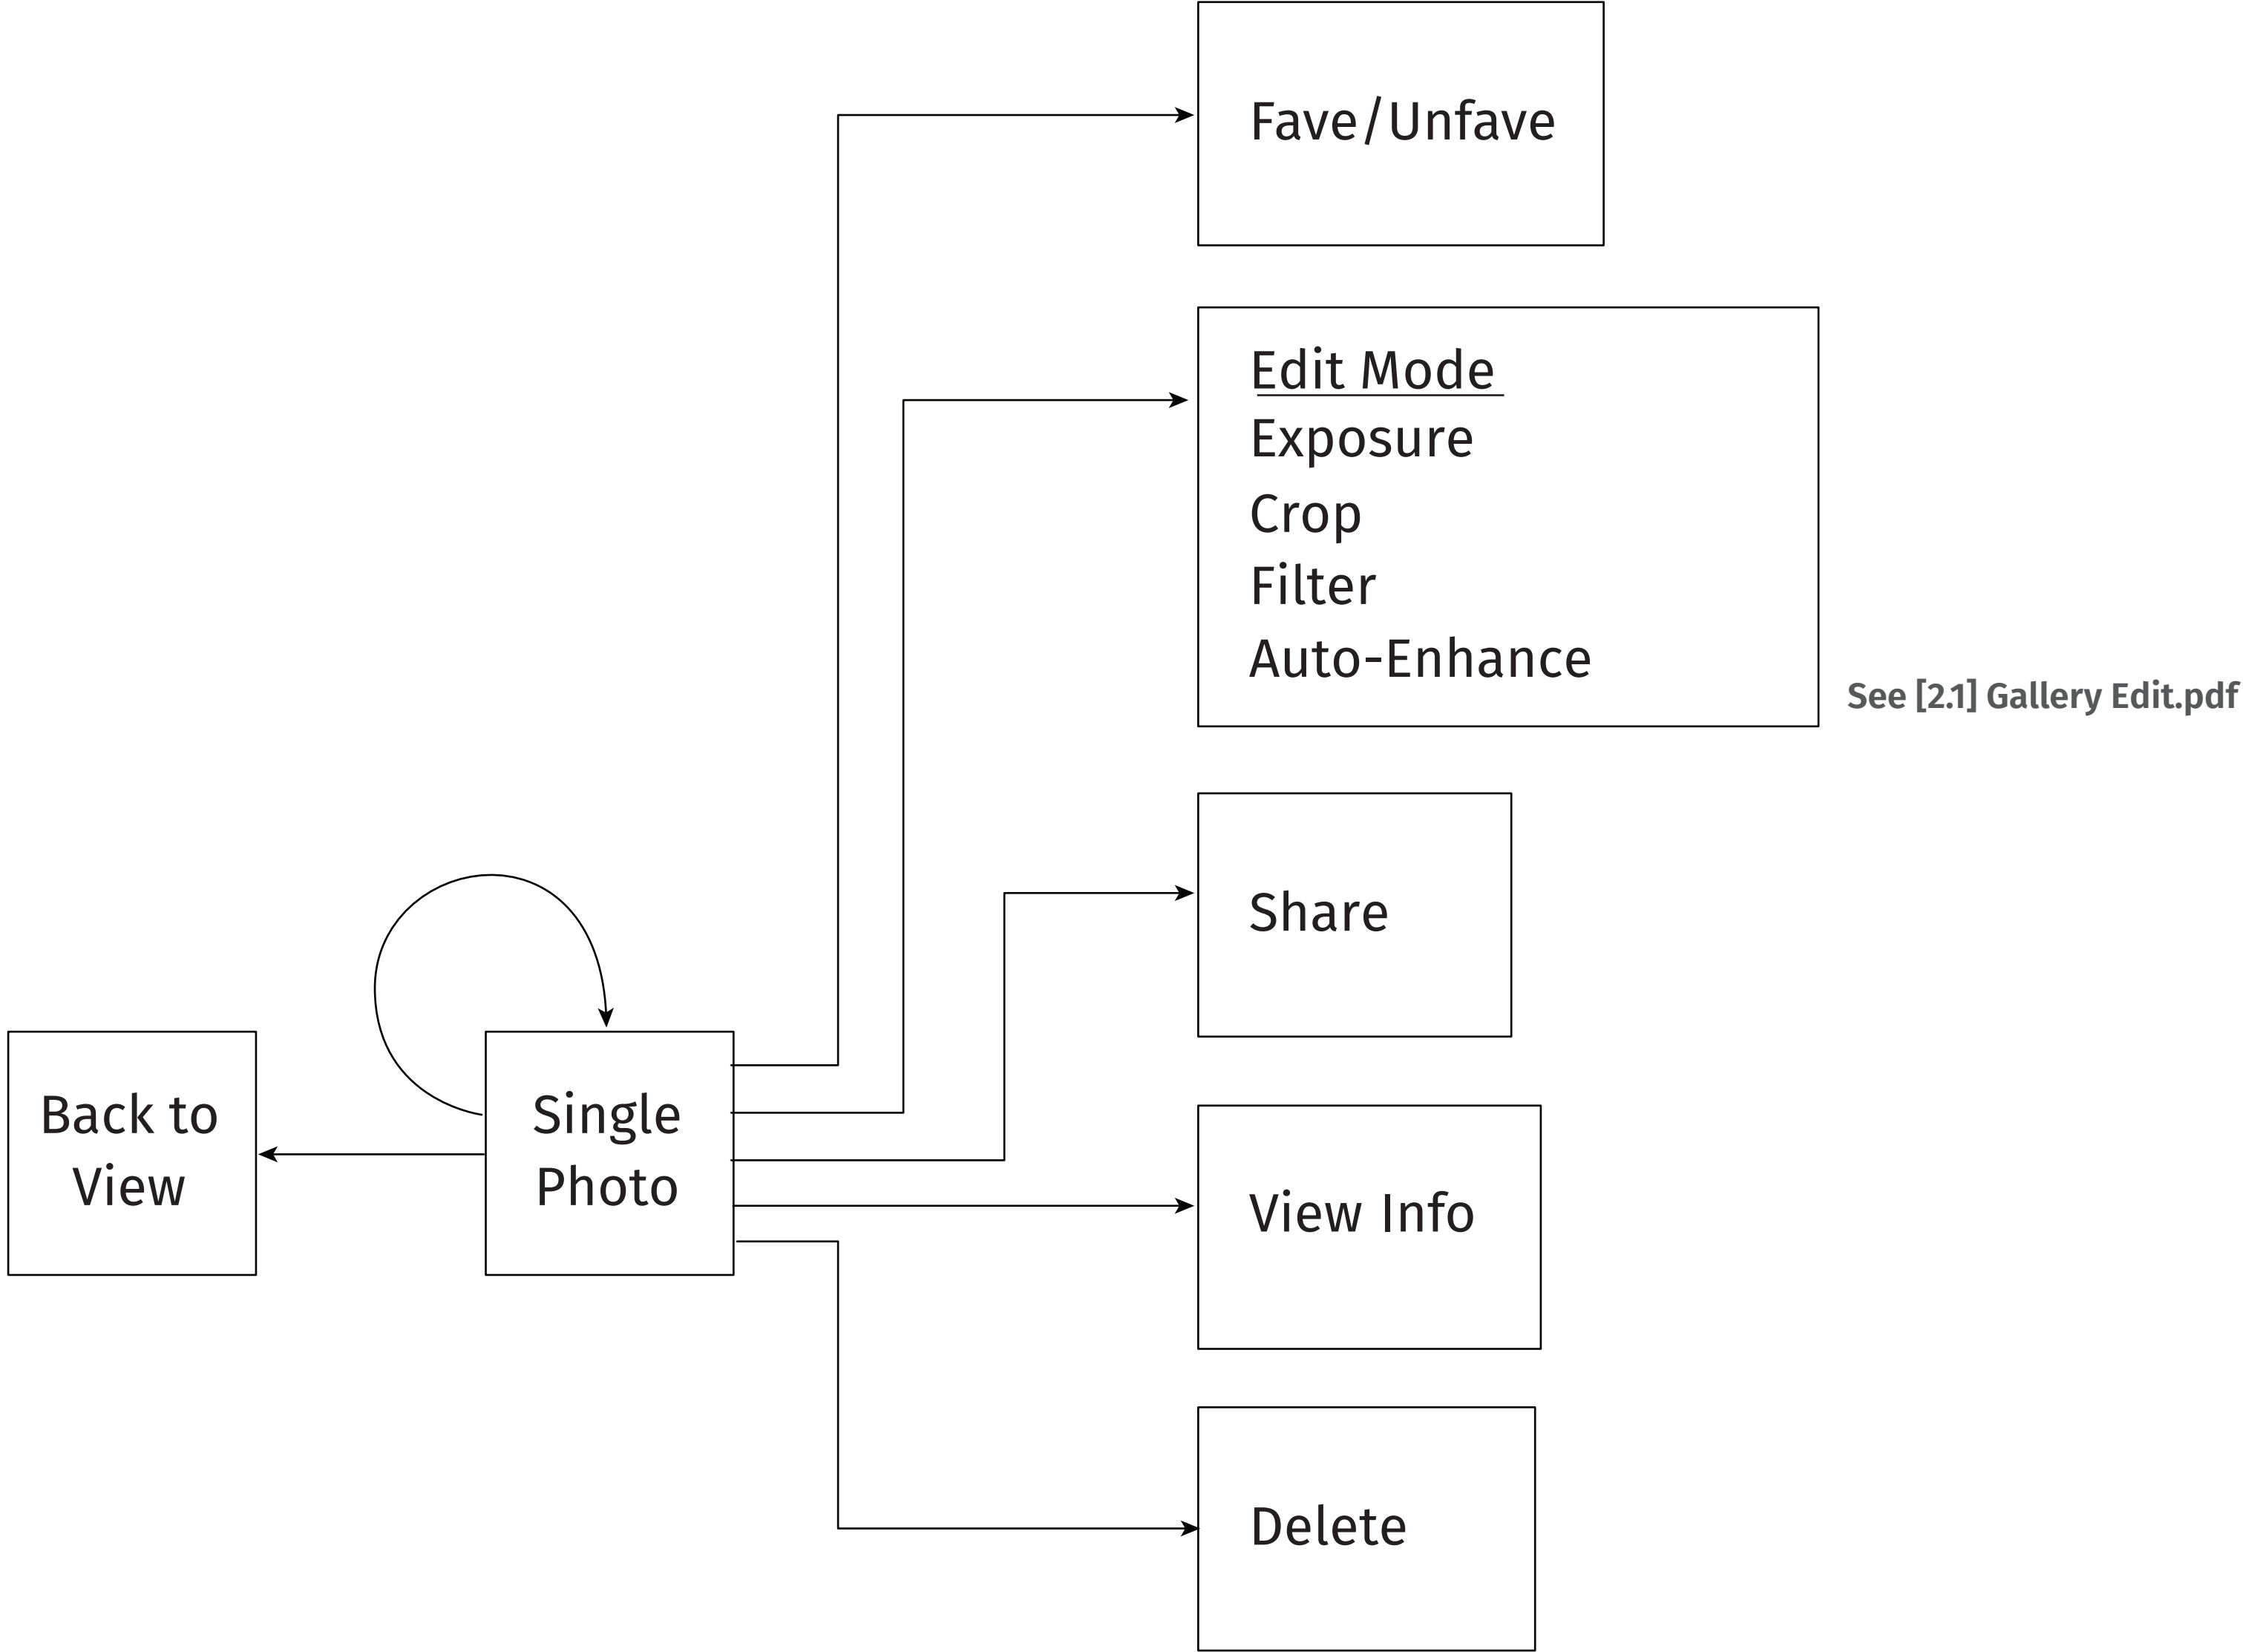 Fave/Unfave
Edit Mode
Exposure
Crop
Filter
Auto-Enhance
See [2.1] Gallery Edit.pdf
Share
Back to
View
Single
Photo
View Info
Delete